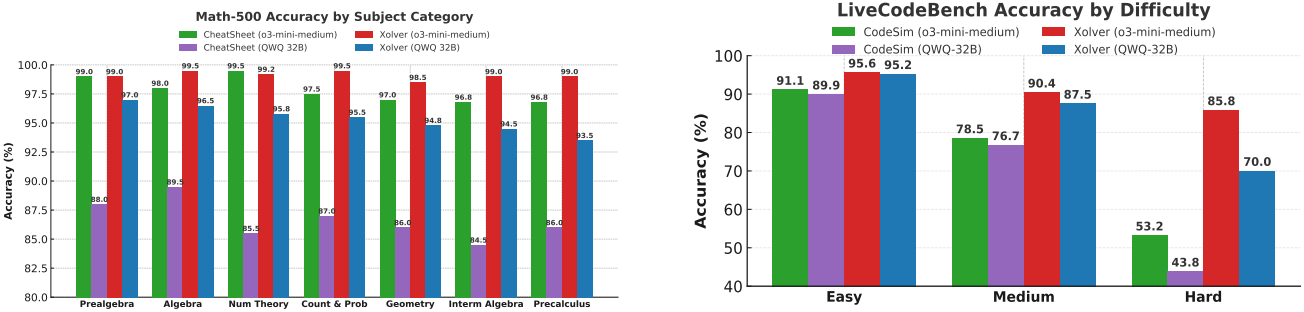 Math-500 Accuracy by Subject Category
CheatSheet (o3-mini-medium)
Xolver (o3-mini-medium)
CheatSheet (QWQ 32B)
Xolver (QWQ 32B)
Accuracy (%)
100.0
97.5
95.0
92.5
90.0
87.5
85.0
82.5
80.0
99.0
88.0
99.0
97.0
98.0
89.5
99.5
96.5
99.5
85.5
99.2
95.8
97.5
87.0
99.5
95.5
97.0
86.0
98.5
94.8
96.8
84.5
99.0
94.5
96.8
86.0
99.0
93.5
Prealgebra
Algebra
Num Theory
Count & Prob
Geometry
Interm Algebra
Precalculus
LiveCodeBench Accuracy by Difficulty
CodeSim (o3-mini-medium)
Xolver (o3-mini-medium)
CodeSim (QWQ-32B)
Xolver (QWQ-32B)
Accuracy (%)
100
90
80
70
60
50
40
91.1
89.9
95.6
95.2
78.5
76.7
90.4
87.5
53.2
43.8
85.8
70.0
Easy
Medium
Hard